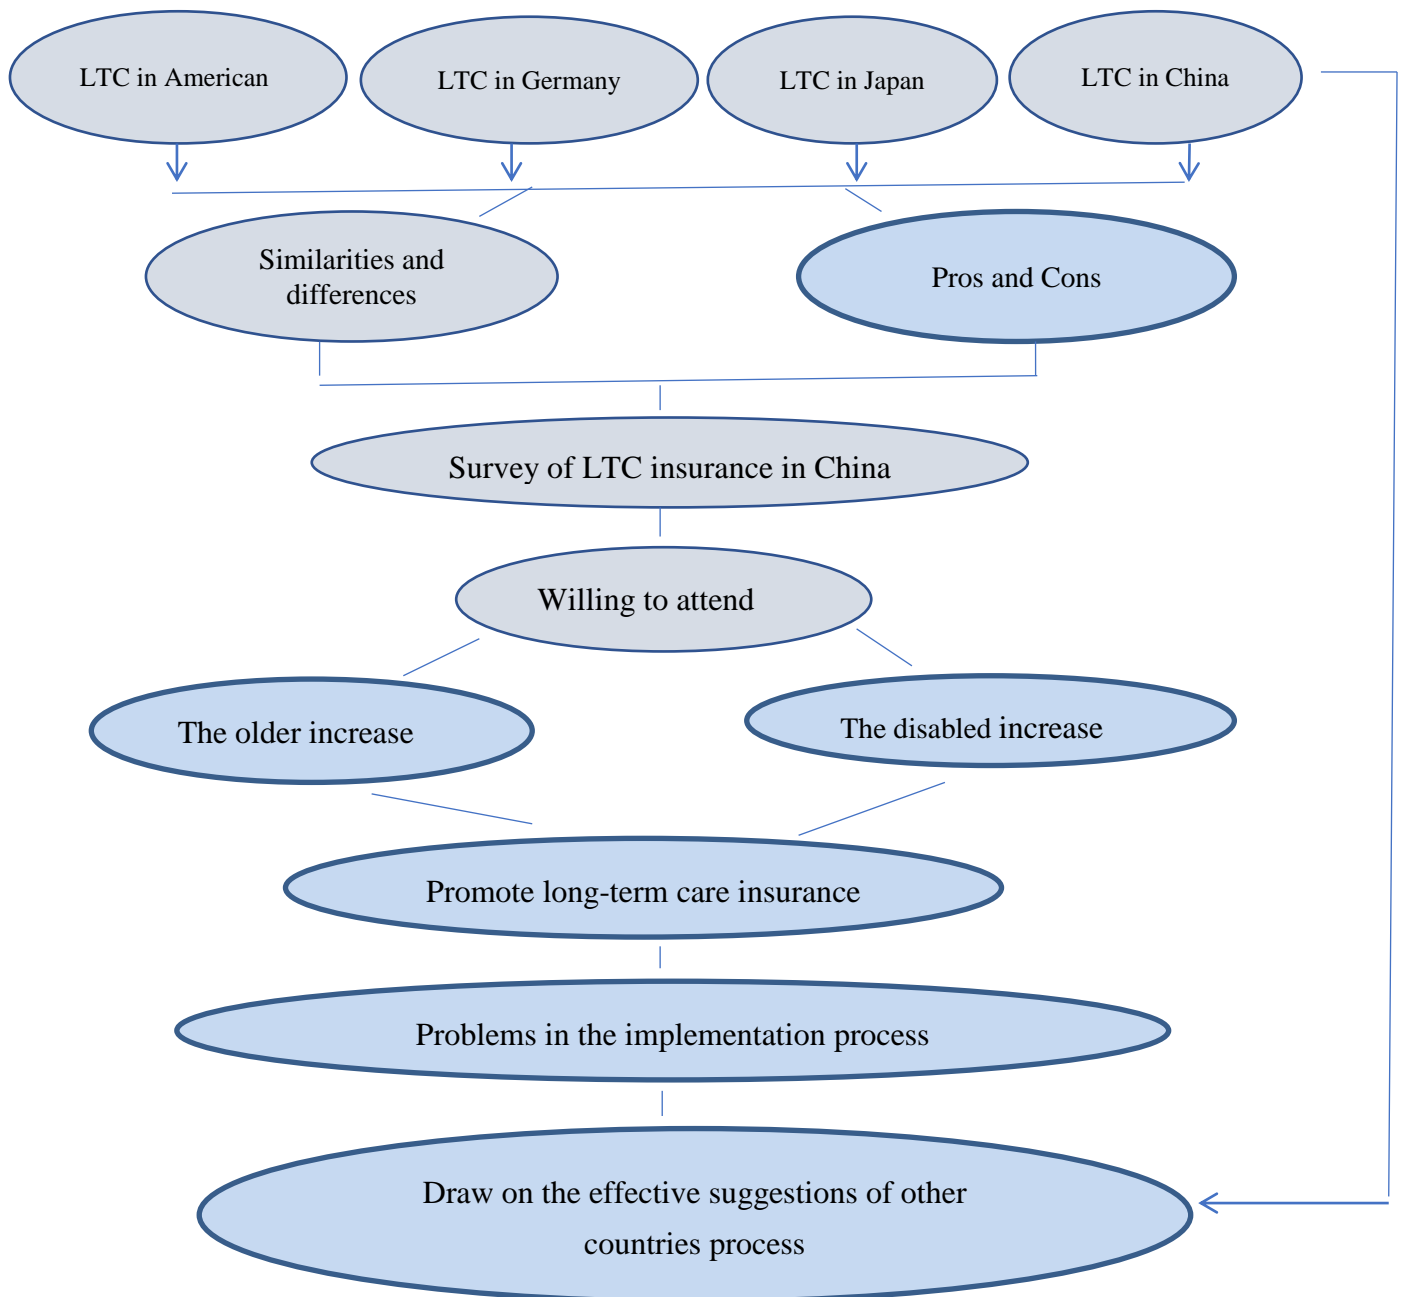 LTC in American
LTC in Germany
LTC in Japan
LTC in China
Similarities and
differences
Pros and Cons
Survey of LTC insurance in China
Willing to attend
The older increase
The disabled increase
Promote long-term care insurance
Problems in the implementation process
Draw on the effective suggestions of other
countries process